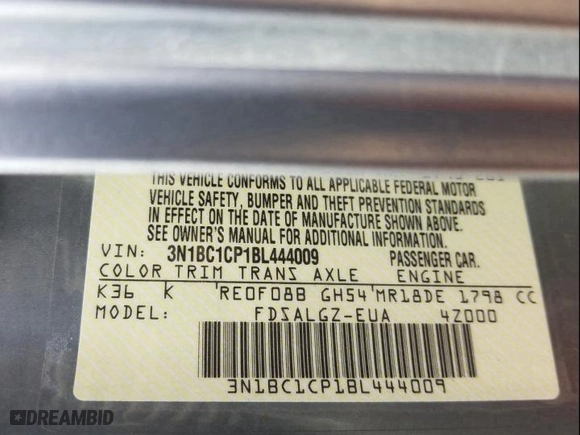 THIS VEHICLE CONFORMS TO ALL APPLICABLE FEDERAL MOTOR
VEHICLE SAFETY, BUMPER AND THEFT PREVENTION STANDARDS
IN EFFECT ON THE DATE OF MANUFACTURE SHOWN ABOVE.
SEE OWNER'S MANUAL FOR ADDITIONAL INFORMATION.
VIN: 3N1BC1CP1BL444009 PASSENGER CAR.
COLOR TRIM TRANS AXLE ENGINE
K36 K RE0F08B GH54 MR18DE 1798 CC
MODEL: FDSALGZ-EUA 4Z000
3N1BC1CP1BL444009
DREAMBID